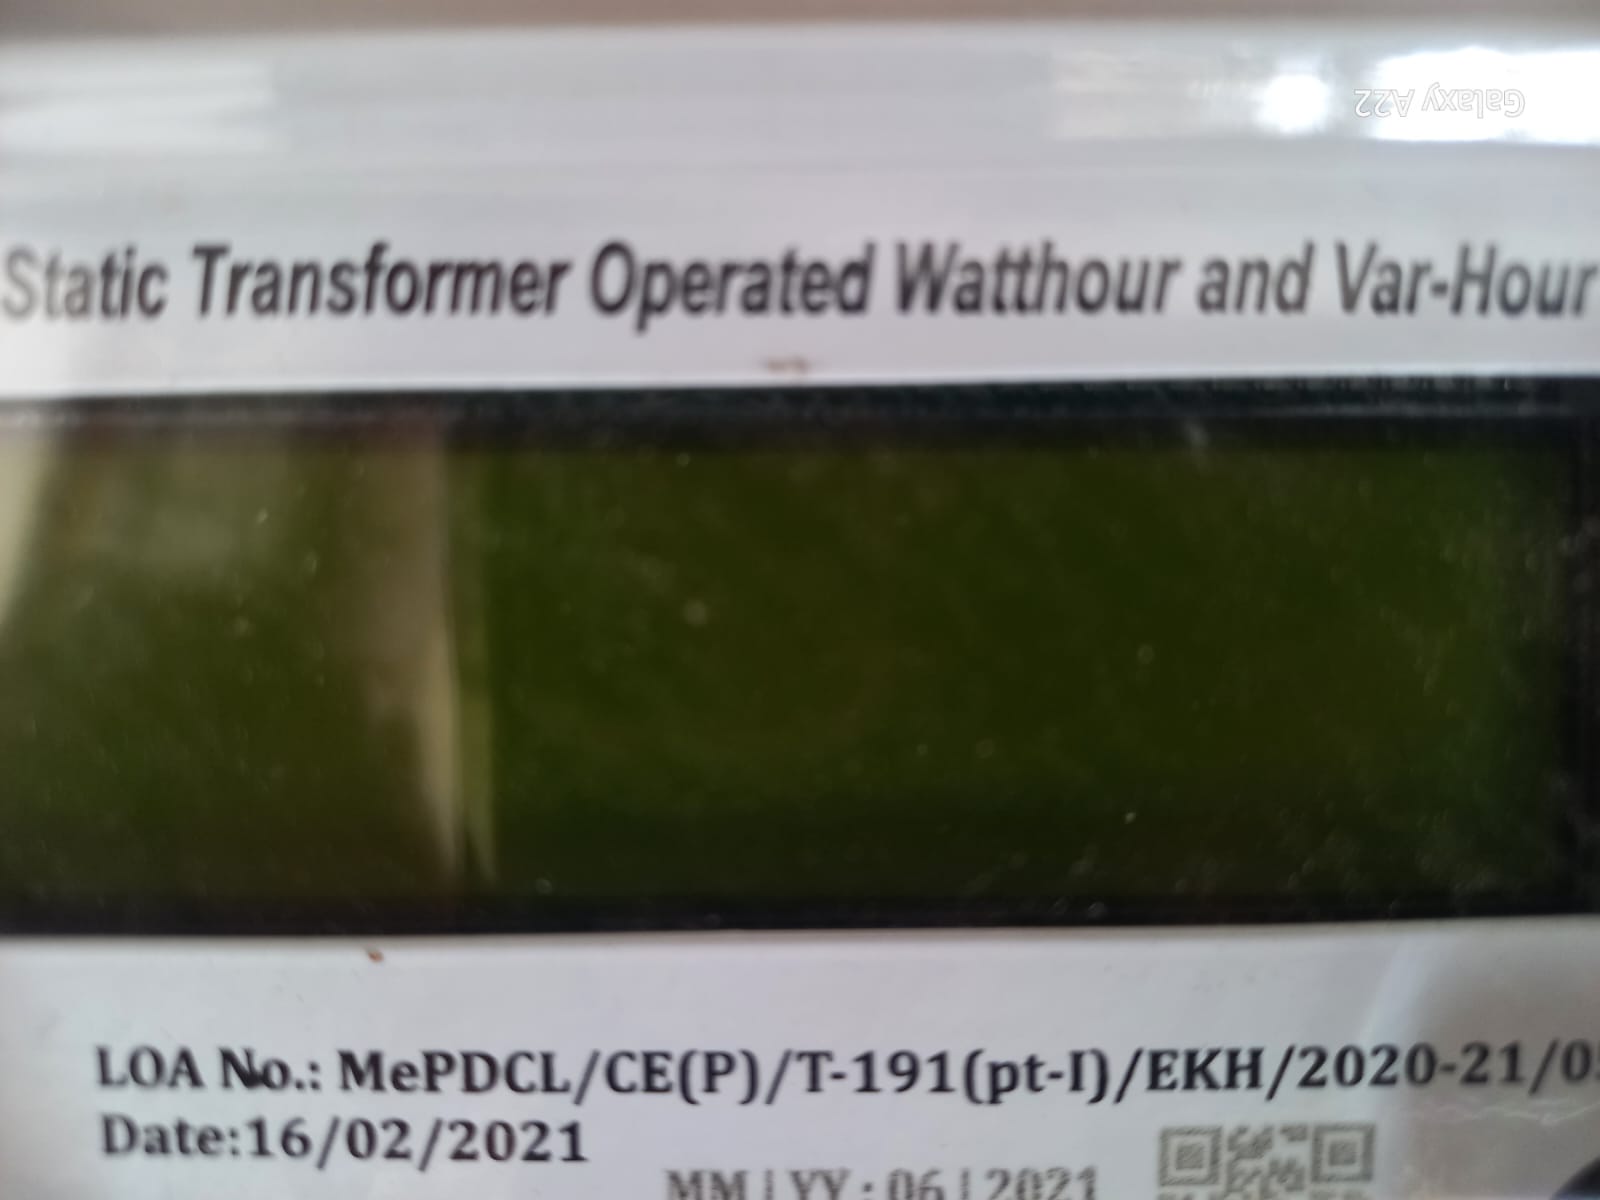 Galaxy A22
Static Transformer Operated Watthour and Var-Hour
LOA No.: MePDCL/CE(P)/T-191(pt-I)/EKH/2020-21/0
Date:16/02/2021
MM | YY : 06 | 2021